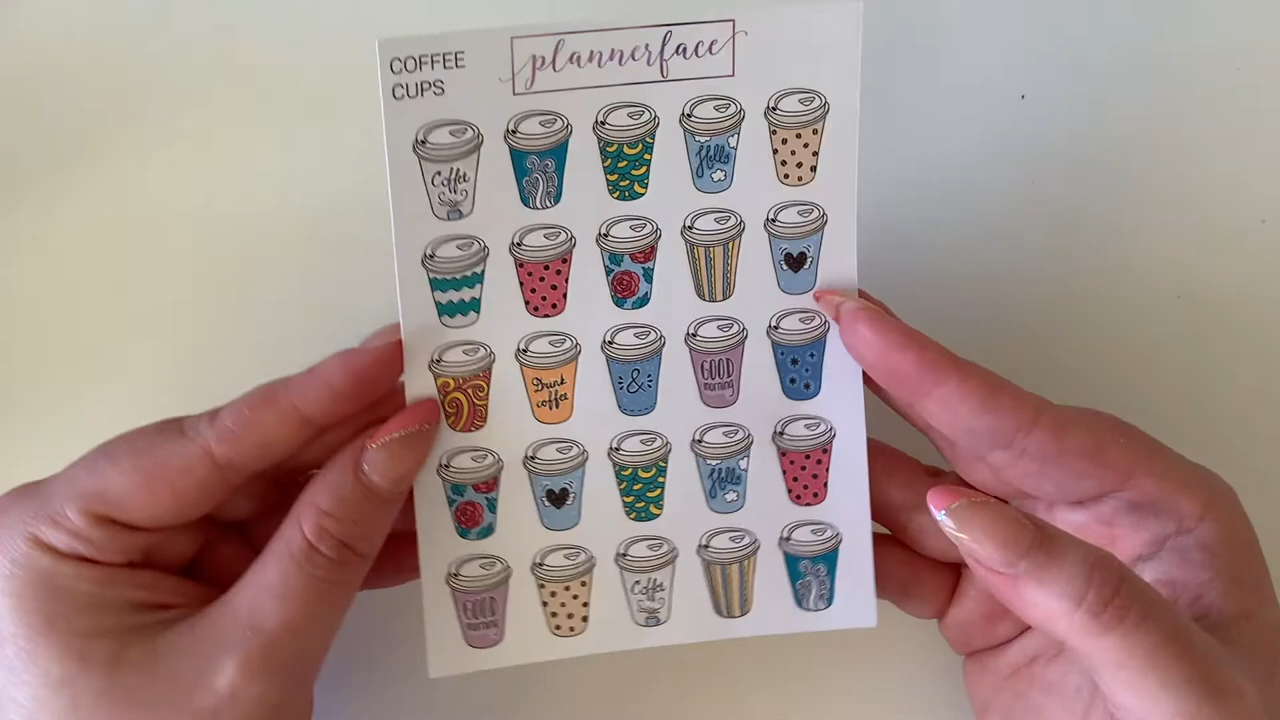 COFFEE
CUPS
plannerface
Coffee
Hello
Drink
coffee
&
GOOD
morning
Hello
GOOD
morning
Coffee